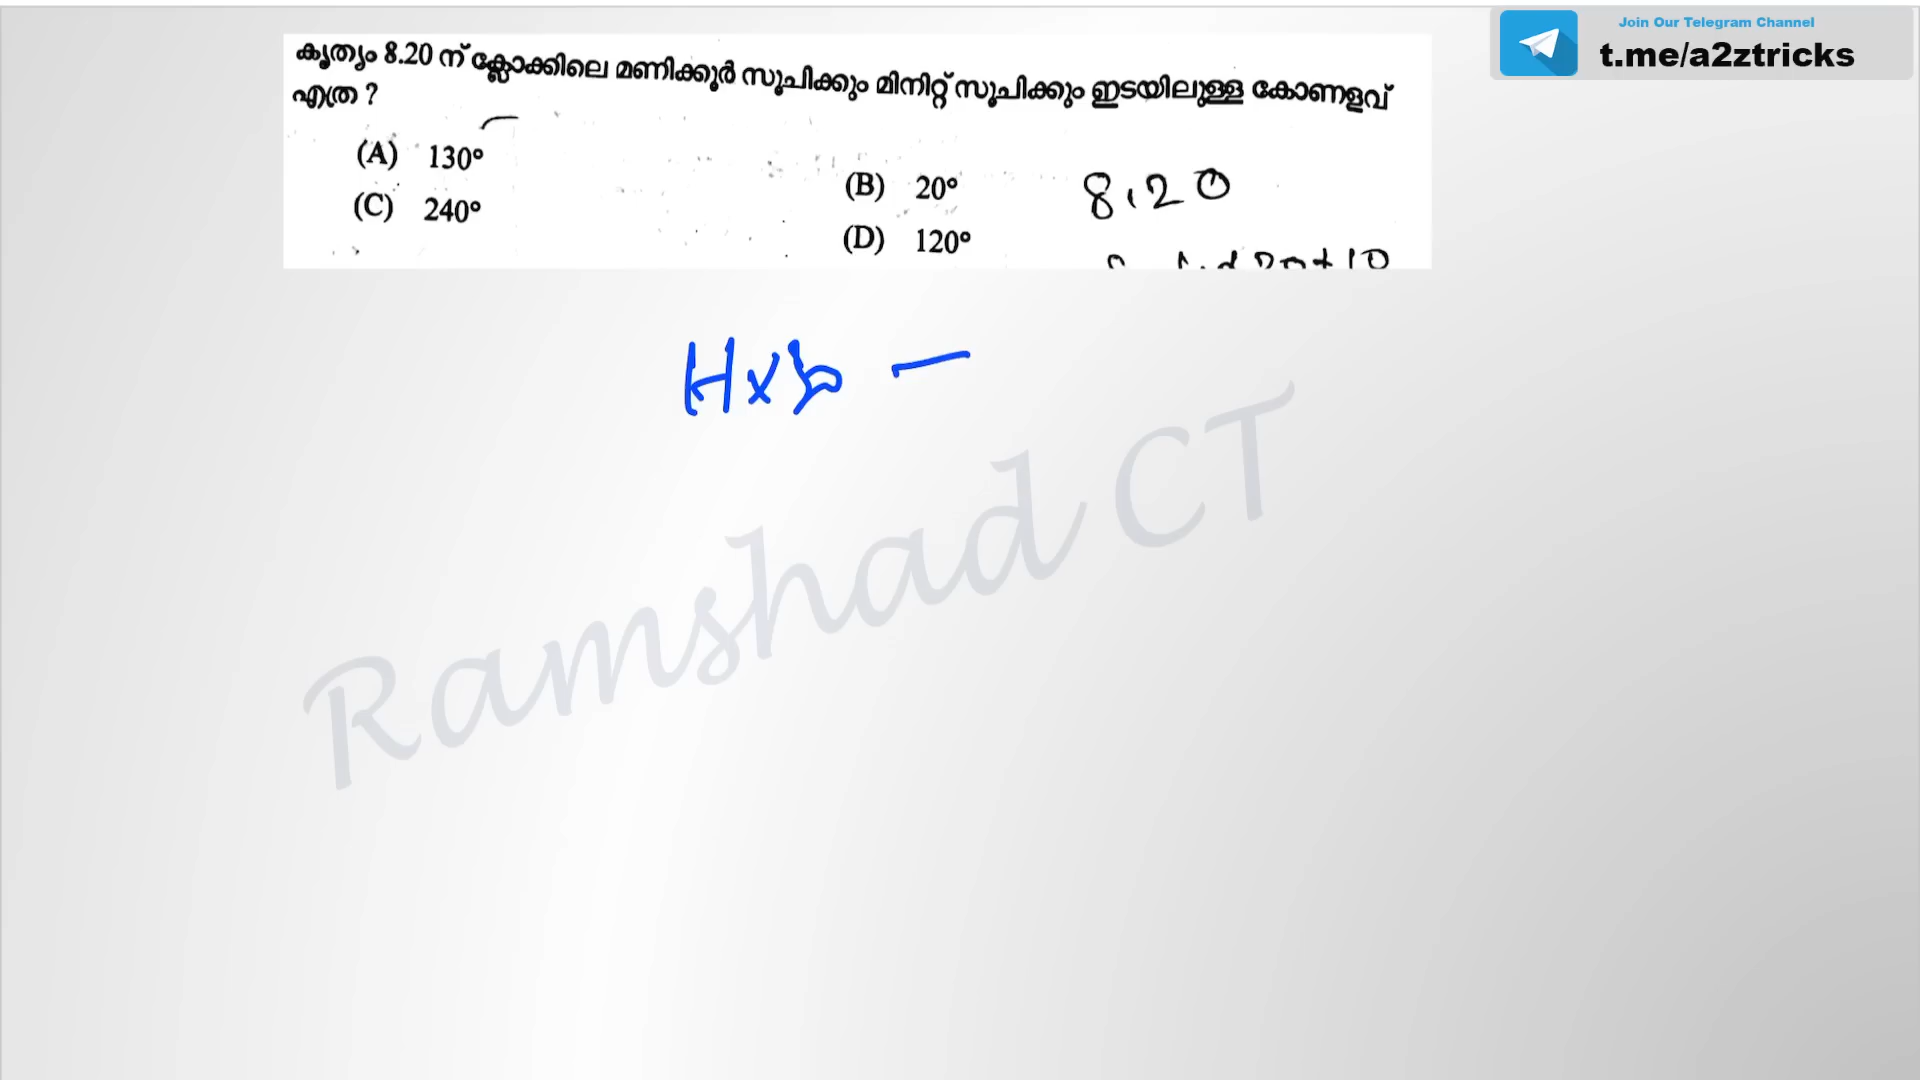 Join Our Telegram Channel
t.me/a2ztricks
കൃത്യം 8.20 ന് ക്ലോക്കിലെ മണിക്കൂർ സൂചിക്കും മിനിറ്റ് സൂചിക്കും ഇടയിലുള്ള കോണളവ്
എത്ര ?
(A) 130°
(B) 20°
(C) 240°
(D) 120°
8.20
Hx
Ramshad CT